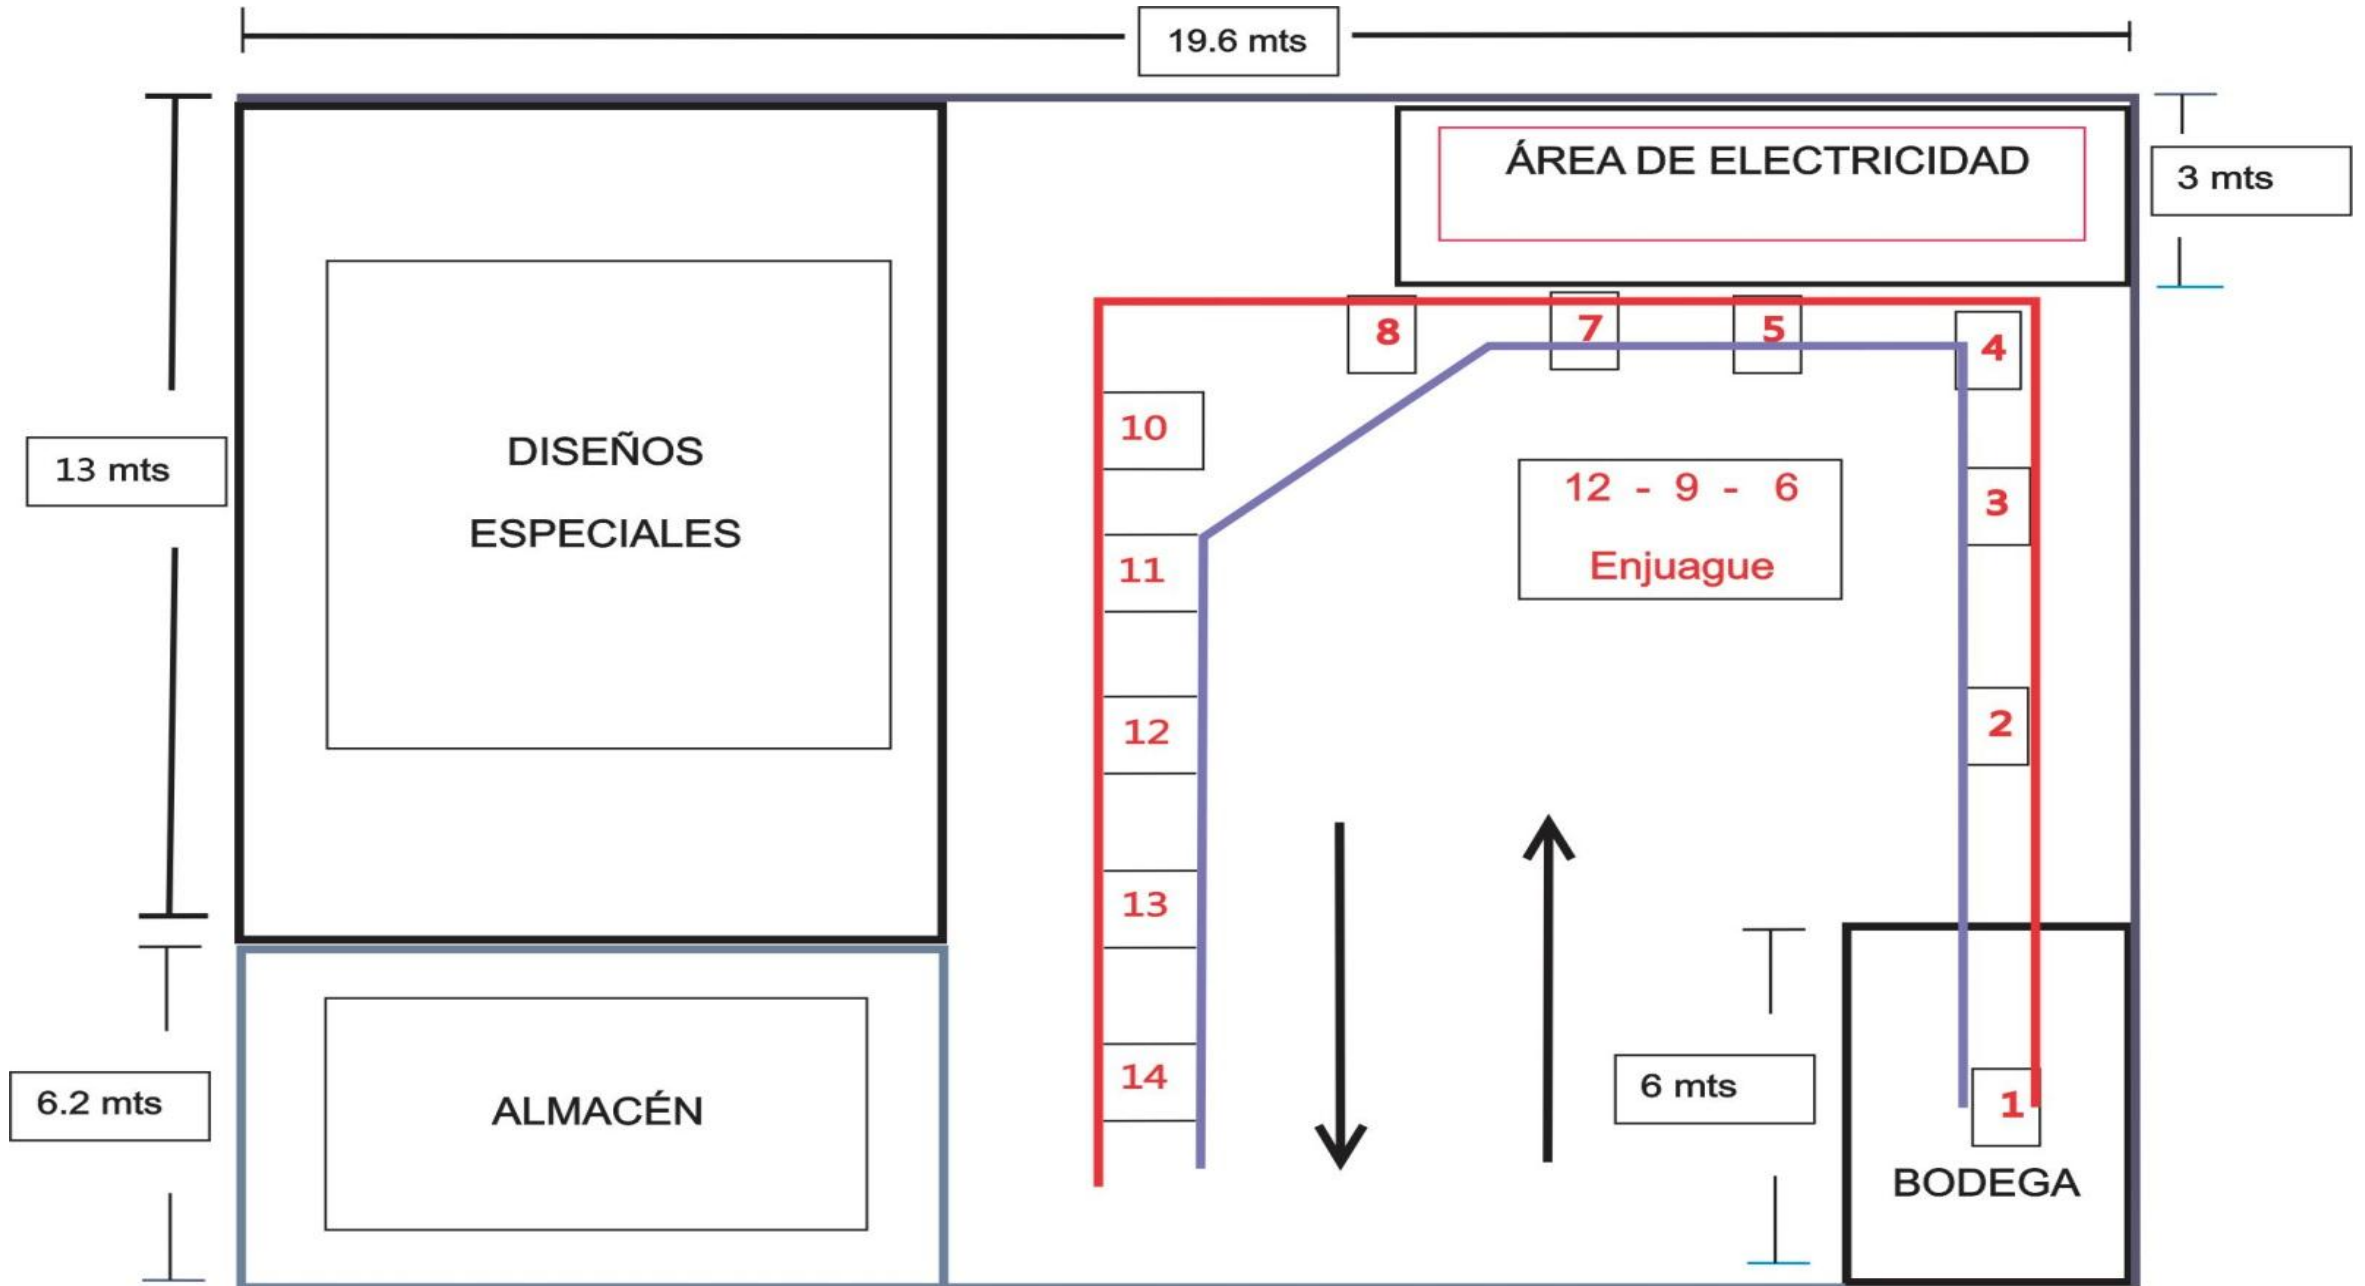 19.6 mts
ÁREA DE ELECTRICIDAD
3 mts
8
7
5
4
10
12 - 9 - 6
Enjuague
3
13 mts
DISEÑOS
ESPECIALES
11
12
2
13
14
6 mts
1
6.2 mts
ALMACÉN
BODEGA